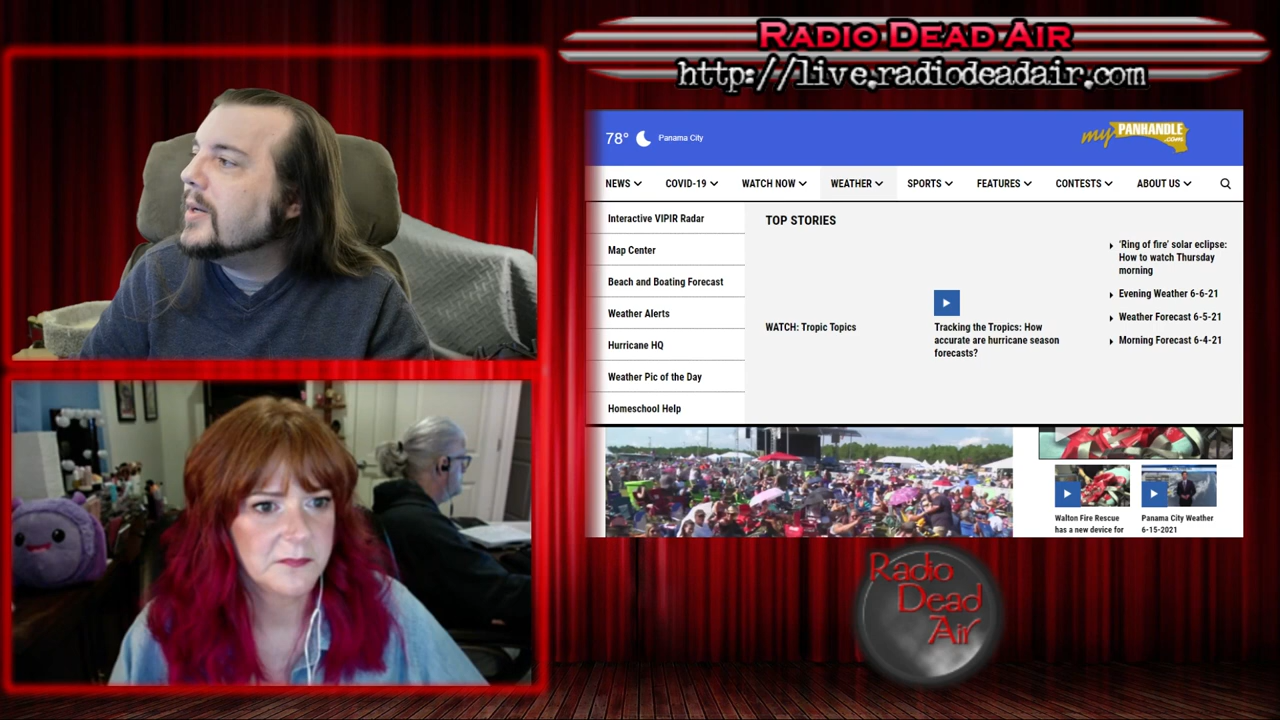 RADIO DEAD AIR
http://live.radiodeadair.com
78° Panama City
my PANHANDLE .com
NEWS COVID-19 WATCH NOW WEATHER SPORTS FEATURES CONTESTS ABOUT US
Interactive VIPIR Radar
Map Center
Beach and Boating Forecast
Weather Alerts
Hurricane HQ
Weather Pic of the Day
Homeschool Help
TOP STORIES
WATCH: Tropic Topics
Tracking the Tropics: How
accurate are hurricane season
forecasts?
'Ring of fire' solar eclipse:
How to watch Thursday
morning
Evening Weather 6-6-21
Weather Forecast 6-5-21
Morning Forecast 6-4-21
Walton Fire Rescue
has a new device for
Panama City Weather
6-15-2021
Radio
Dead
Air